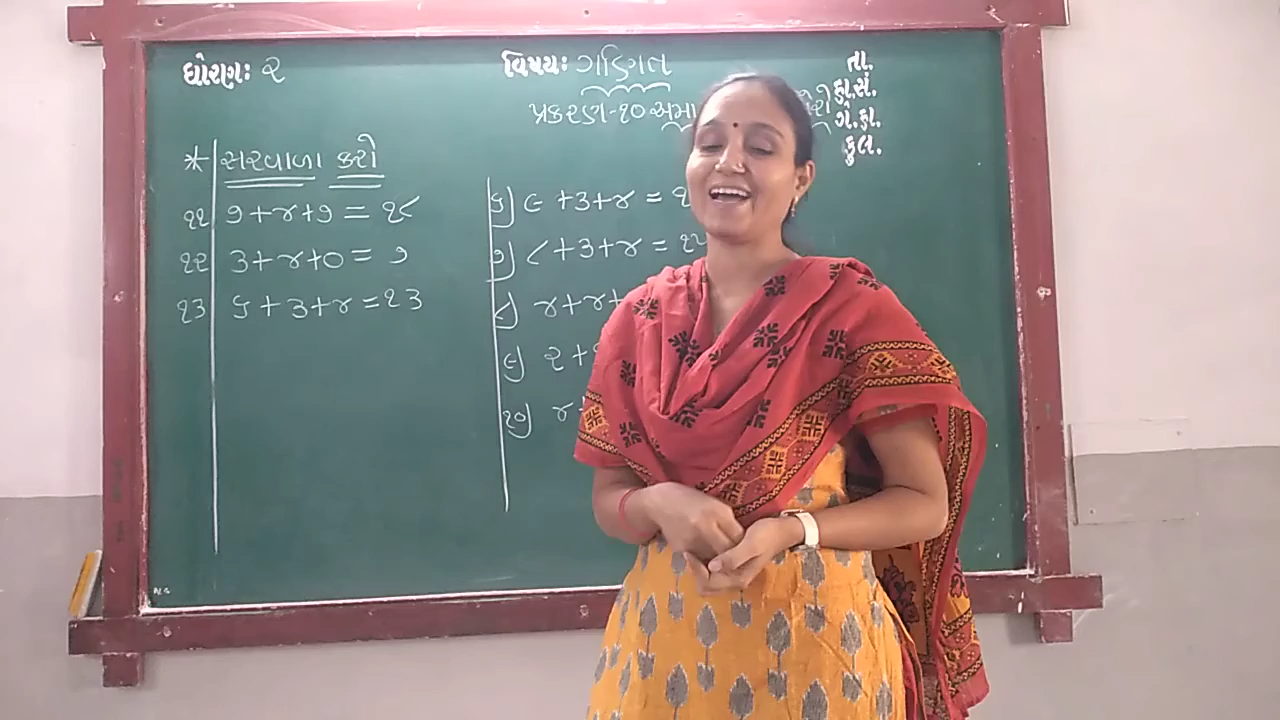 ધોરણઃ ૨
વિષયઃ ગણિત
પ્રકરણ-૧૦
તા.
હા.સં.
ગે.હા.
કુલ.
* સરવાળા કરો
૧૧ ૭+૪+૭ = ૧૮
૧૨ ૩+૪+૦ = ૭
૧૩ ૬+૩+૪ = ૧૩
૬) ૯+૩+૪ =
૭) ૮+૩+૪ = ૧૫
૮) ૪+૪+
૯) ૨+
૧૦) ૪